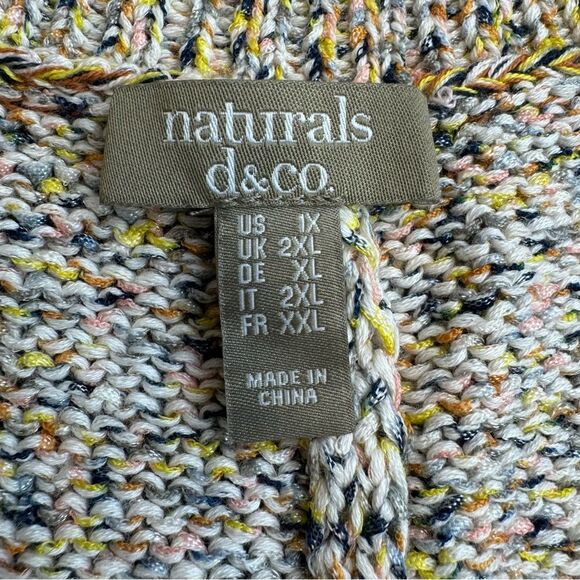 naturals
d&co.
US 1X
UK 2XL
DE XL
IT 2XL
FR XXL
MADE IN
CHINA